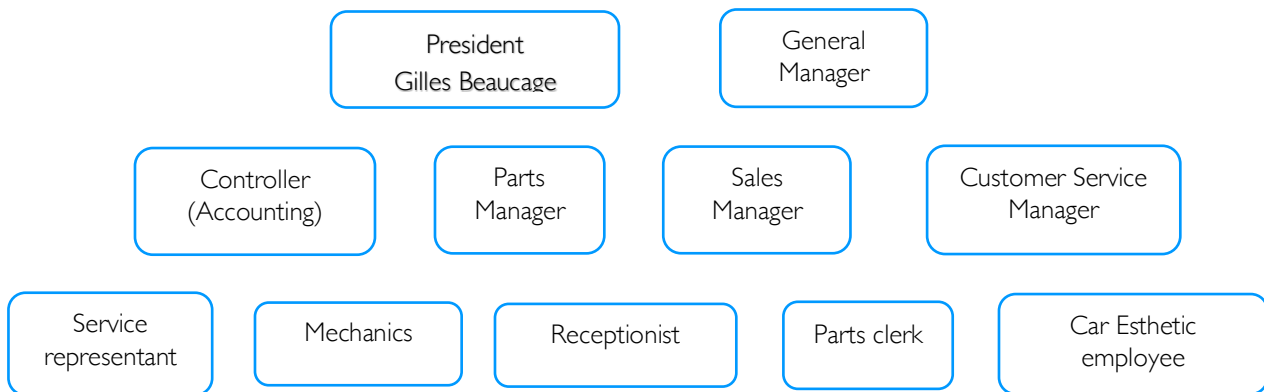 President
Gilles Beaucage
General
Manager
Controller
(Accounting)
Parts
Manager
Sales
Manager
Customer Service
Manager
Service
representant
Mechanics
Receptionist
Parts clerk
Car Esthetic
employee